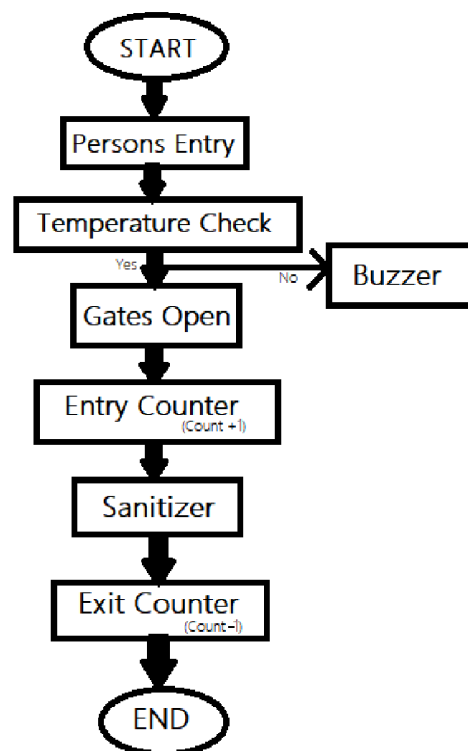 START
Persons Entry
Temperature Check
Yes
No
Buzzer
Gates Open
Entry Counter
(Count +1)
Sanitizer
Exit Counter
(Count-1)
END